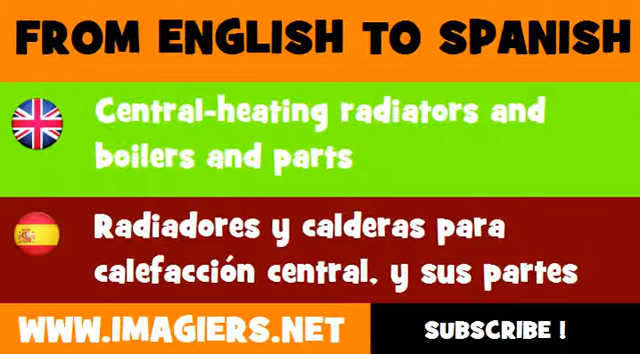 FROM ENGLISH TO SPANISH
Central-heating radiators and
boilers and parts
Radiadores y calderas para
calefacción central, y sus partes
WWW.IMAGIERS.NET
SUBSCRIBE !